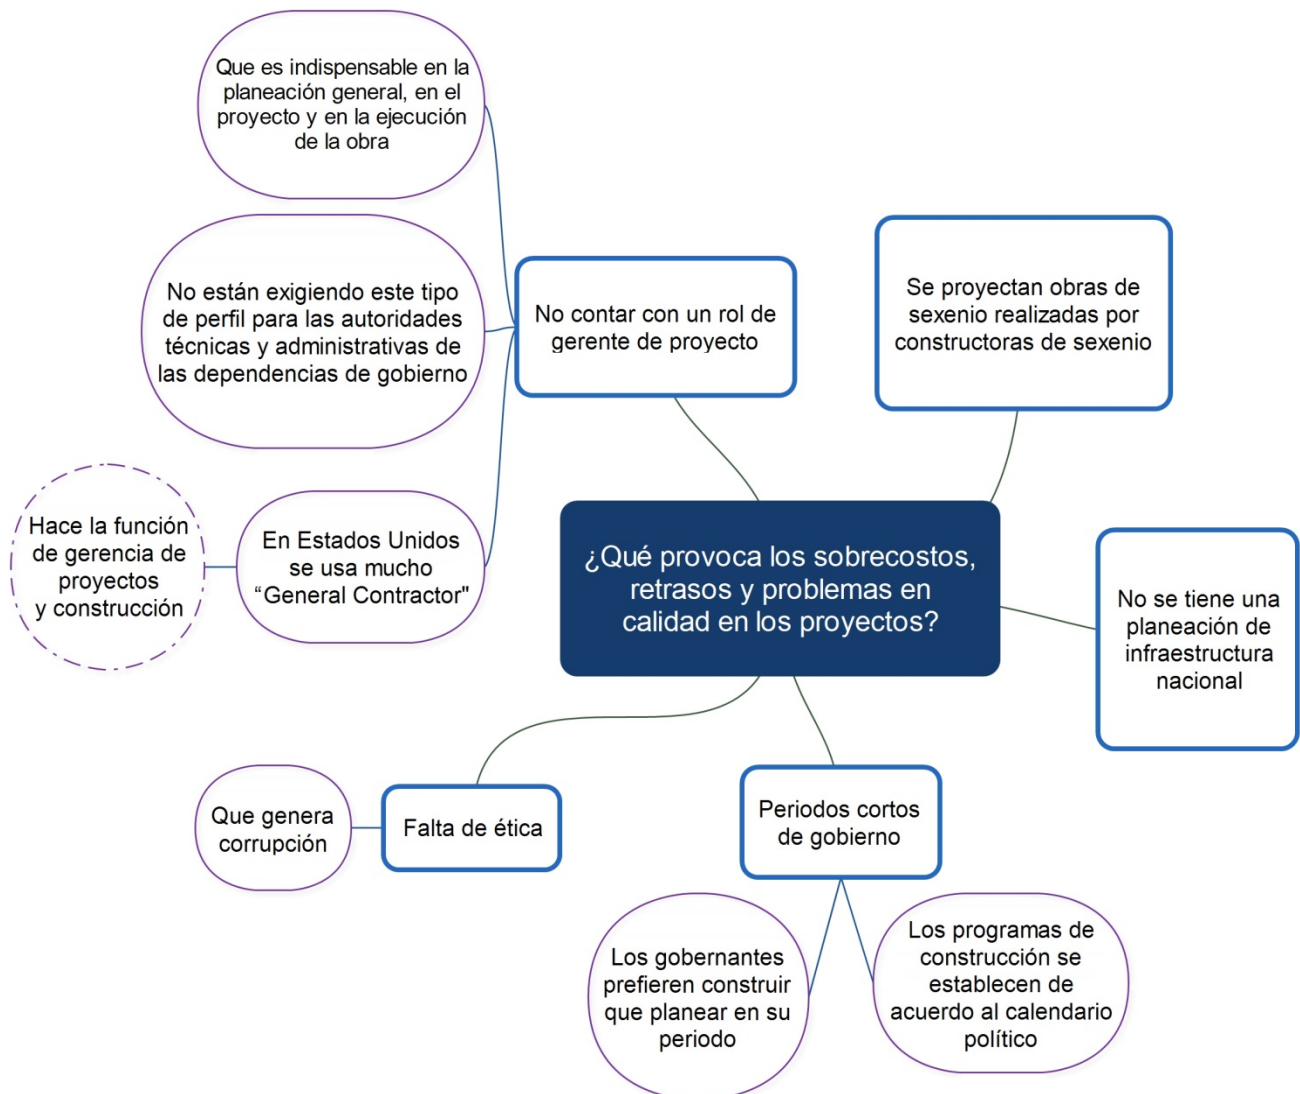 Que es indispensable en la
planeación general, en el
proyecto y en la ejecución
de la obra
No están exigiendo este tipo
de perfil para las autoridades
técnicas y administrativas de
las dependencias de gobierno
No contar con un rol de
gerente de proyecto
Se proyectan obras de
sexenio realizadas por
constructoras de sexenio
Hace la función
de gerencia de
proyectos
y construcción
En Estados Unidos
se usa mucho
“General Contractor"
¿Qué provoca los sobrecostos,
retrasos y problemas en
calidad en los proyectos?
No se tiene una
planeación de
infraestructura
nacional
Que genera
corrupción
Falta de ética
Periodos cortos
de gobierno
Los gobernantes
prefieren construir
que planear en su
periodo
Los programas de
construcción se
establecen de
acuerdo al calendario
político